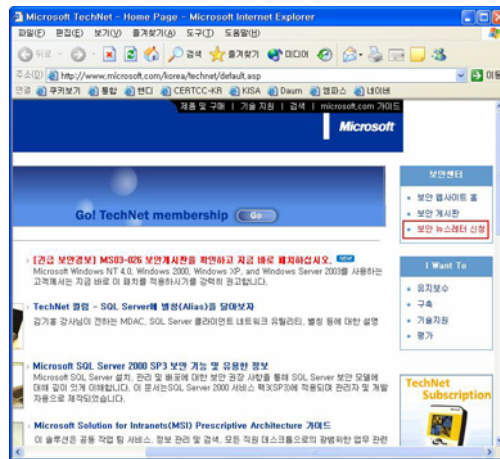 Microsoft TechNet - Home Page - Microsoft Internet Explorer
파일(F) 편집(E) 보기(V) 즐겨찾기(A) 도구(T) 도움말(H)
뒤로 검색 즐겨찾기 미디어
주소(D) http://www.microsoft.com/korea/technet/default.asp 이동
연결 쿠키보기 통합 핸디 CERTCC-KR KISA Daum 엠파스 네이버
제품 및 구매 | 기술 지원 | 검색 | microsoft.com 가이드
Microsoft
Go! TechNet membership Go
[긴급 보안경보] MS03-026 보안게시판을 확인하고 지금 바로 패치하십시오. NEW
Microsoft Windows NT 4.0, Windows 2000, Windows XP, and Windows Server 2003를 사용하는
고객께서는 지금 바로 이 패치를 적용하시기를 강력히 권고합니다.
TechNet 컬럼 - SQL Server에 별칭(Alias)을 달아보자
강사님이 전하는 MDAC, SQL Server 클라이언트 네트워크 유틸리티, 별칭 등에 대한 설명
Microsoft SQL Server 2000 SP3 보안 기능 및 유용한 정보
Microsoft SQL Server 설치, 관리 및 배포에 대한 보안 권장 사항을 통해 SQL Server 보안 모델에
대해 깊이 있게 이해합니다. 이 문서는SQL Server 2000 서비스 팩3(SP3)에 적용되며 관리자 및 개발
자용으로 제작되었습니다.
Microsoft Solution for Intranets(MSI) Prescriptive Architecture 가이드
이 솔루션은 공동 작업 팀 서비스, 정보 관리 및 검색, 모든 직원 데스크톱으로의 광범위한 업무 관련
보안센터
보안 웹사이트 홈
보안 게시판
보안 뉴스레터 신청
I Want To
유지보수
구축
기술지원
평가
TechNet
Subscription